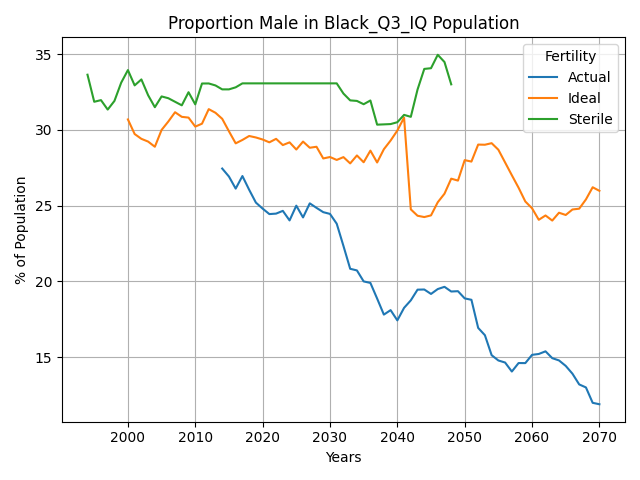 Proportion Male in Black_Q3_IQ Population
Fertility
Actual
Ideal
Sterile
% of Population
35
30
25
20
15
2000 2010 2020 2030 2040 2050 2060 2070
Years